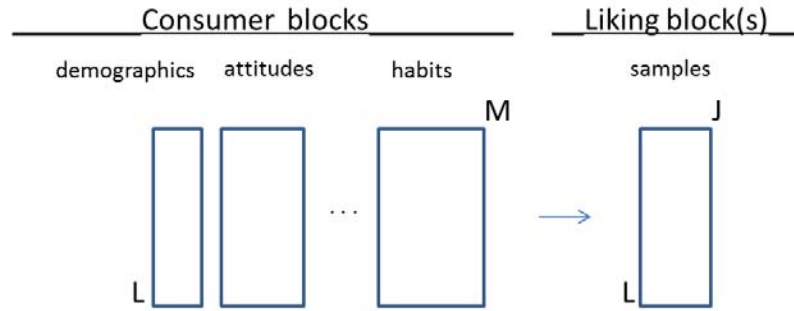 Consumer blocks Liking block(s)
demographics attitudes habits samples
M J
...
L L